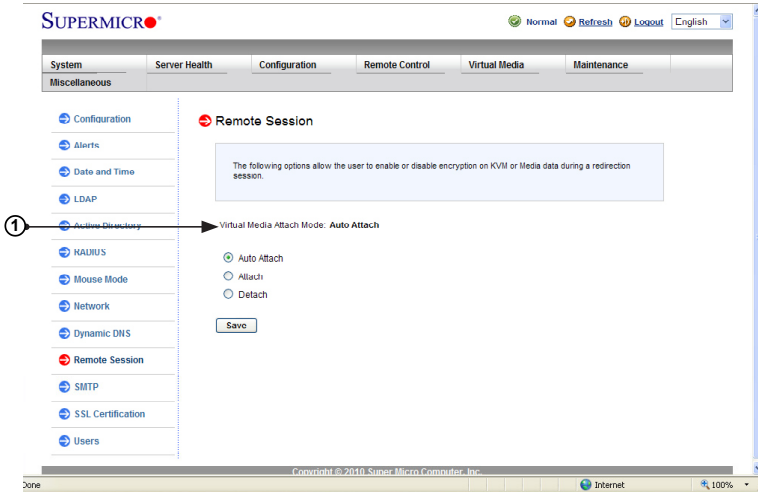 SUPERMICRO
Normal Refresh Logout English
System Server Health Configuration Remote Control Virtual Media Maintenance
Miscellaneous
Configuration
Alerts
Date and Time
LDAP
Active Directory
RADIUS
Mouse Mode
Network
Dynamic DNS
Remote Session
SMTP
SSL Certification
Users
Remote Session
The following options allow the user to enable or disable encryption on KVM or Media data during a redirection
session.
1
Virtual Media Attach Mode: Auto Attach
Auto Attach
Attach
Detach
Save
Copyright © 2010 Super Micro Computer, Inc.
Done Internet 100%